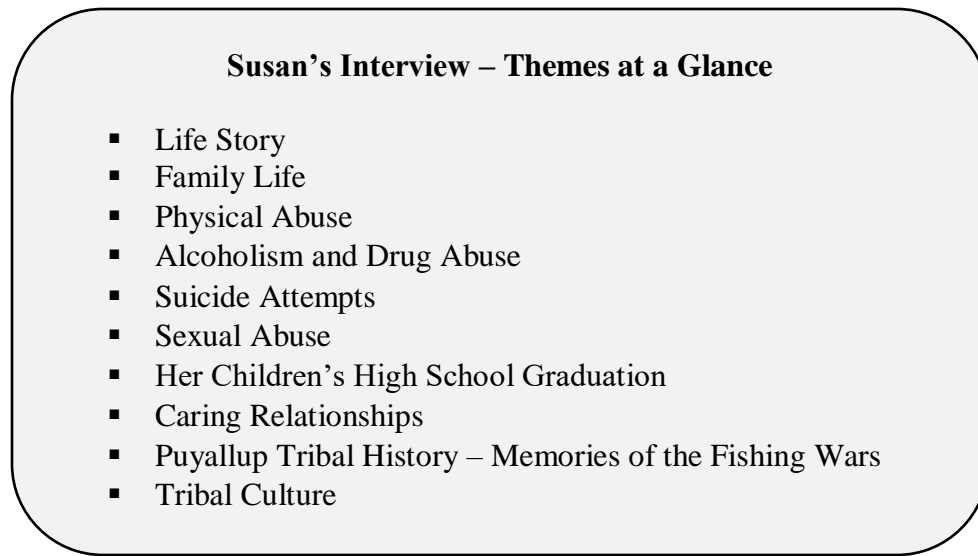 Susan’s Interview – Themes at a Glance
▪ Life Story
▪ Family Life
▪ Physical Abuse
▪ Alcoholism and Drug Abuse
▪ Suicide Attempts
▪ Sexual Abuse
▪ Her Children’s High School Graduation
▪ Caring Relationships
▪ Puyallup Tribal History – Memories of the Fishing Wars
▪ Tribal Culture